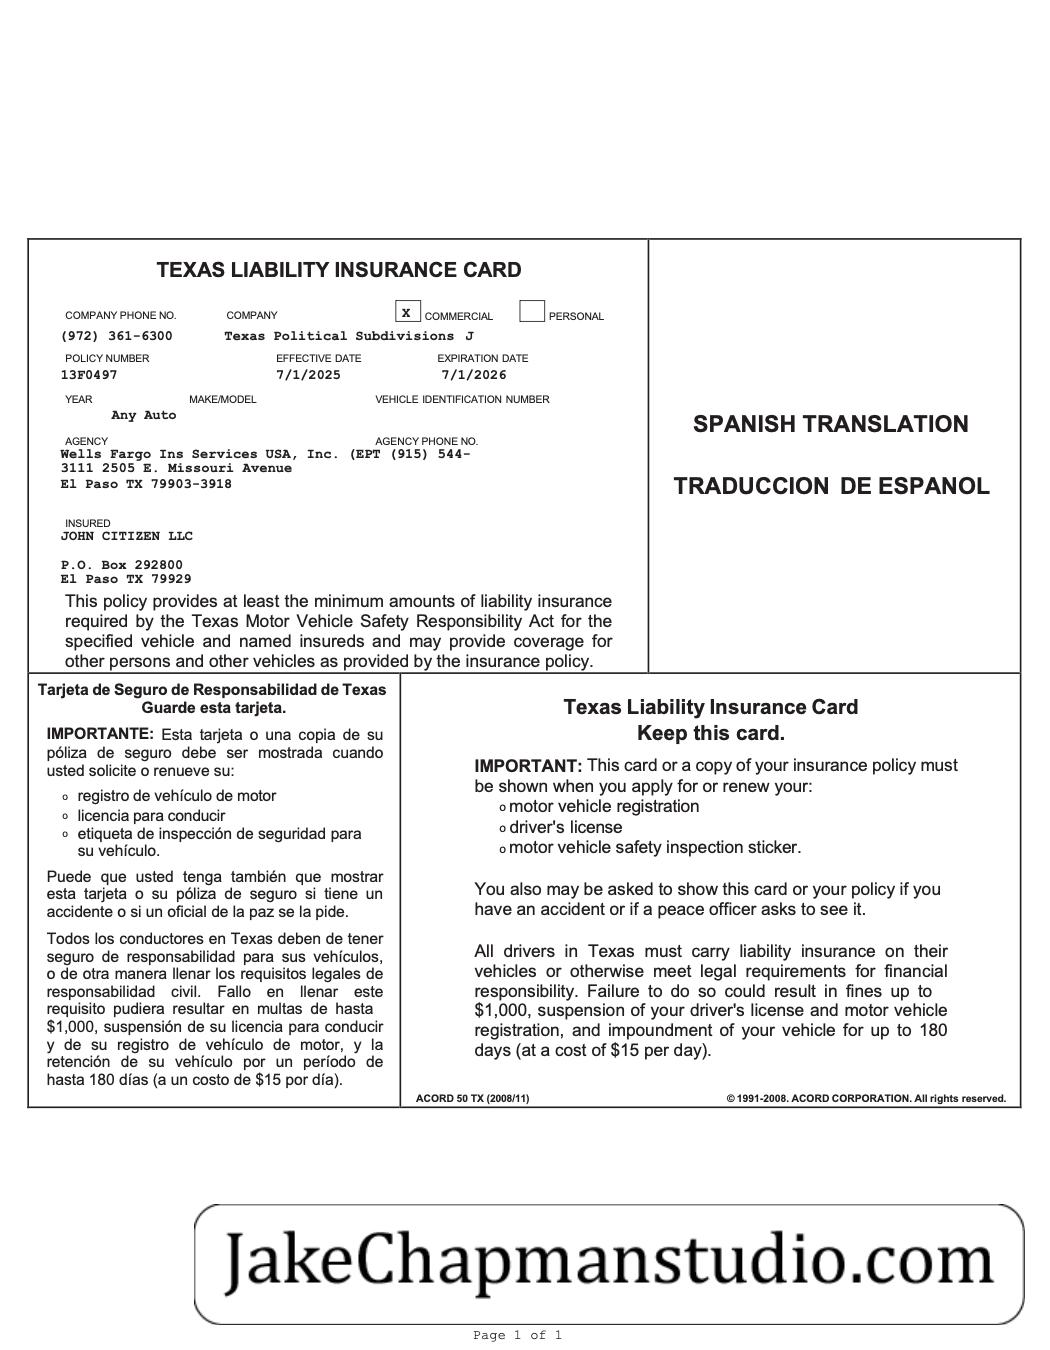 TEXAS LIABILITY INSURANCE CARD
COMPANY PHONE NO. COMPANY X COMMERCIAL PERSONAL
(972) 361-6300 Texas Political Subdivisions J
POLICY NUMBER EFFECTIVE DATE EXPIRATION DATE
13F0497 7/1/2025 7/1/2026
YEAR MAKE/MODEL VEHICLE IDENTIFICATION NUMBER
Any Auto
AGENCY AGENCY PHONE NO.
Wells Fargo Ins Services USA, Inc. (EPT (915) 544-
3111 2505 E. Missouri Avenue
El Paso TX 79903-3918
INSURED
JOHN CITIZEN LLC
P.O. Box 292800
El Paso TX 79929
This policy provides at least the minimum amounts of liability insurance
required by the Texas Motor Vehicle Safety Responsibility Act for the
specified vehicle and named insureds and may provide coverage for
other persons and other vehicles as provided by the insurance policy.
SPANISH TRANSLATION
TRADUCCION DE ESPANOL
Tarjeta de Seguro de Responsabilidad de Texas
Guarde esta tarjeta.
IMPORTANTE: Esta tarjeta o una copia de su
póliza de seguro debe ser mostrada cuando
usted solicite o renueve su:
o registro de vehículo de motor
o licencia para conducir
o etiqueta de inspección de seguridad para
su vehículo.
Puede que usted tenga también que mostrar
esta tarjeta o su póliza de seguro si tiene un
accidente o si un oficial de la paz se la pide.
Todos los conductores en Texas deben de tener
seguro de responsabilidad para sus vehículos,
o de otra manera llenar los requisitos legales de
responsabilidad civil. Fallo en llenar este
requisito pudiera resultar en multas de hasta
$1,000, suspensión de su licencia para conducir
y de su registro de vehículo de motor, y la
retención de su vehículo por un período de
hasta 180 días (a un costo de $15 por día).
Texas Liability Insurance Card
Keep this card.
IMPORTANT: This card or a copy of your insurance policy must
be shown when you apply for or renew your:
o motor vehicle registration
o driver's license
o motor vehicle safety inspection sticker.
You also may be asked to show this card or your policy if you
have an accident or if a peace officer asks to see it.
All drivers in Texas must carry liability insurance on their
vehicles or otherwise meet legal requirements for financial
responsibility. Failure to do so could result in fines up to
$1,000, suspension of your driver's license and motor vehicle
registration, and impoundment of your vehicle for up to 180
days (at a cost of $15 per day).
ACORD 50 TX (2008/11) © 1991-2008. ACORD CORPORATION. All rights reserved.
JakeChapmanstudio.com
Page 1 of 1